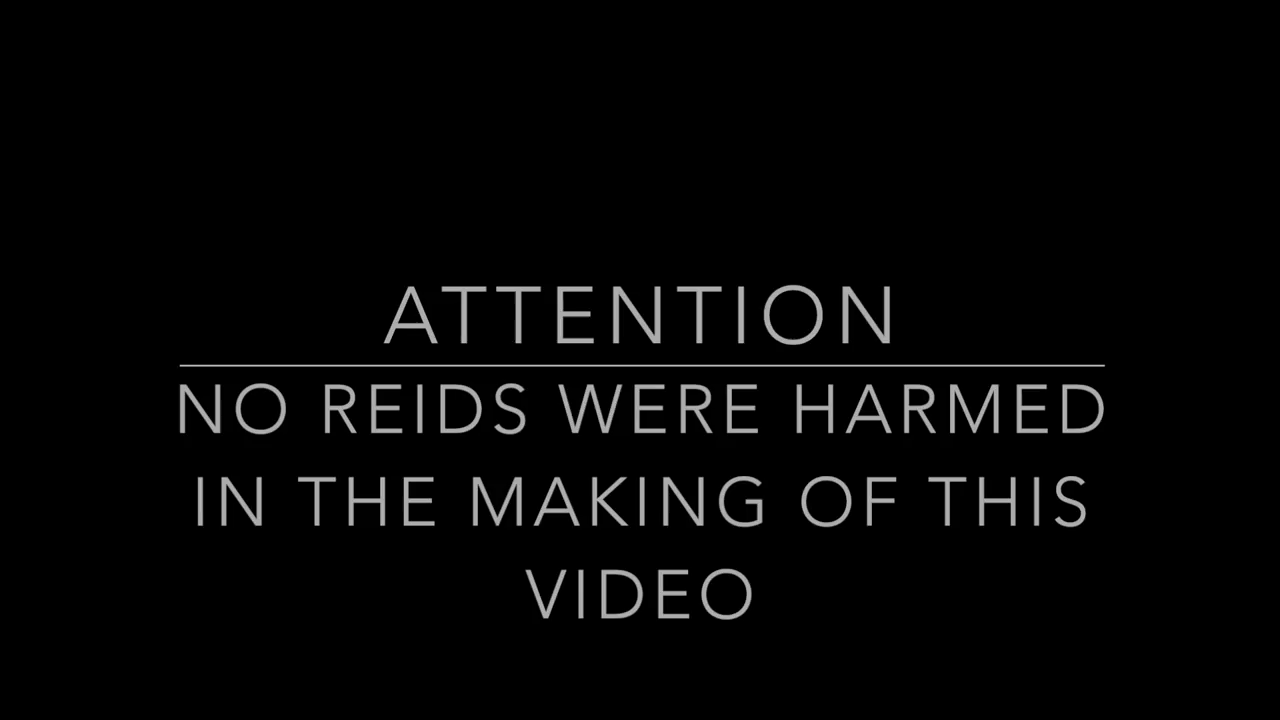 ATTENTION
NO REIDS WERE HARMED
IN THE MAKING OF THIS
VIDEO